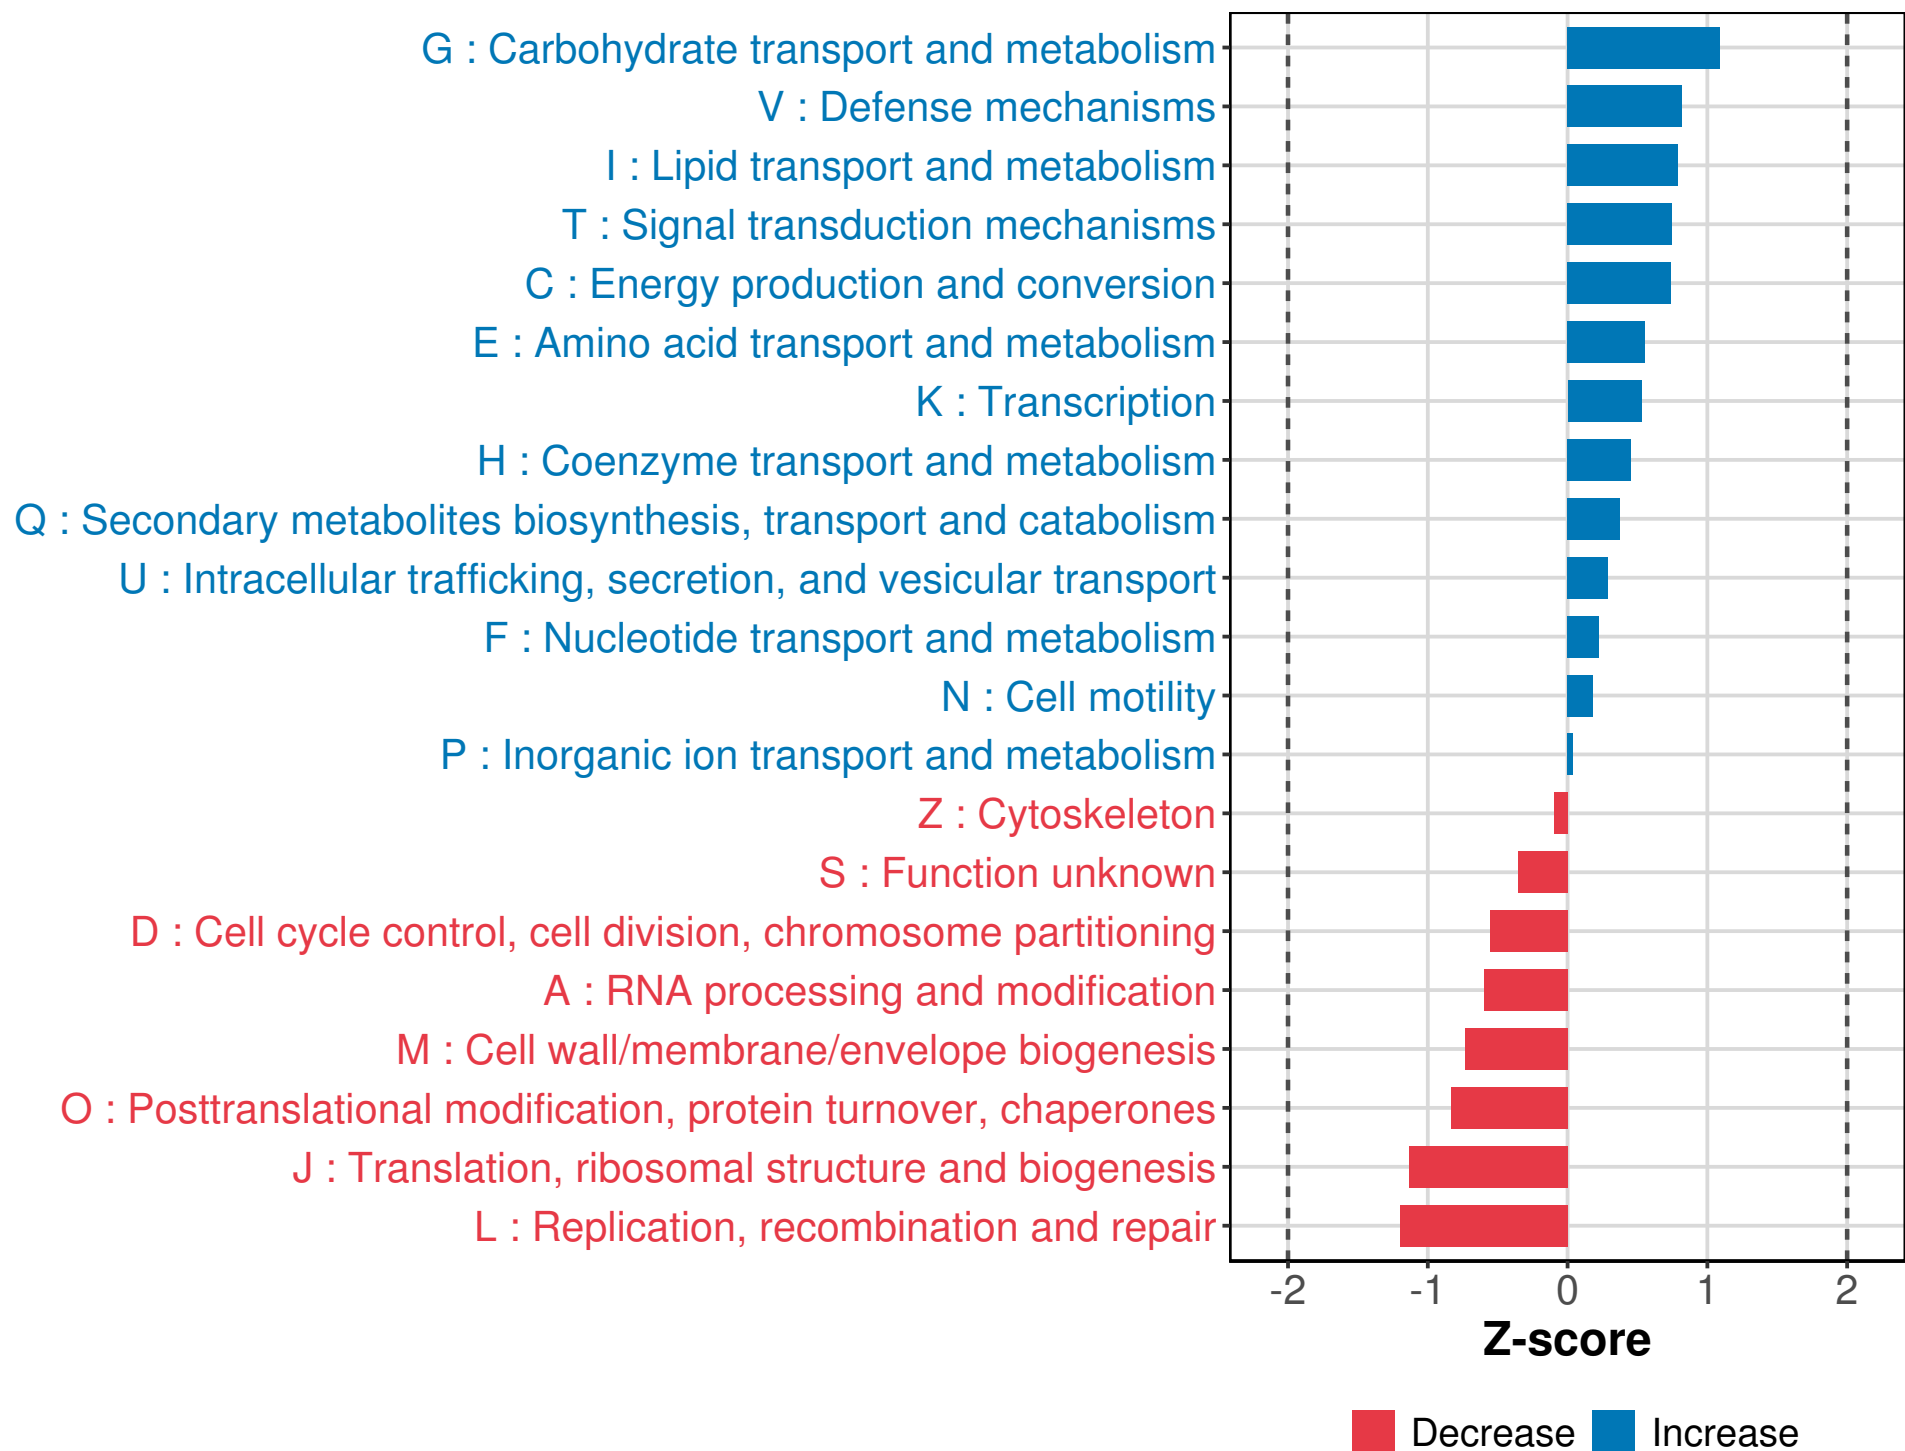 G : Carbohydrate transport and metabolism
V : Defense mechanisms
I : Lipid transport and metabolism
T : Signal transduction mechanisms
C : Energy production and conversion
E : Amino acid transport and metabolism
K : Transcription
H : Coenzyme transport and metabolism
Q : Secondary metabolites biosynthesis, transport and catabolism
U : Intracellular trafficking, secretion, and vesicular transport
F : Nucleotide transport and metabolism
N : Cell motility
P : Inorganic ion transport and metabolism
Z : Cytoskeleton
S : Function unknown
D : Cell cycle control, cell division, chromosome partitioning
A : RNA processing and modification
M : Cell wall/membrane/envelope biogenesis
O : Posttranslational modification, protein turnover, chaperones
J : Translation, ribosomal structure and biogenesis
L : Replication, recombination and repair
-2 -1 0 1 2
Z-score
Decrease Increase